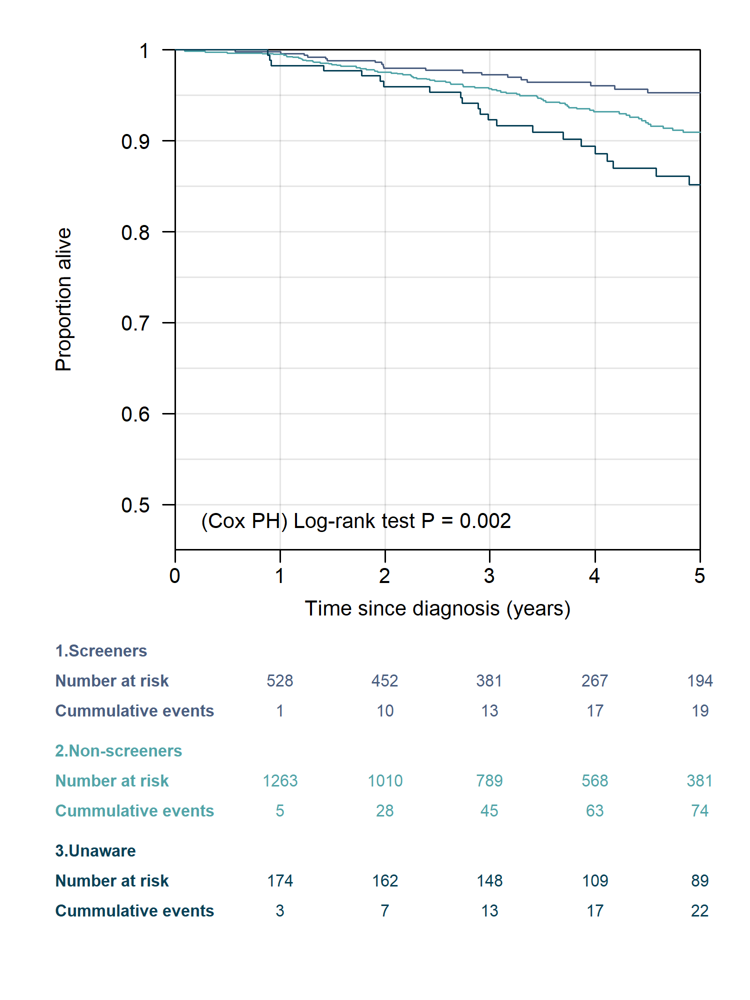 1
0.9
0.8
0.7
0.6
0.5
Proportion alive
(Cox PH) Log-rank test P = 0.002
0 1 2 3 4 5
Time since diagnosis (years)
1.Screeners
Number at risk 528 452 381 267 194
Cummulative events 1 10 13 17 19
2.Non-screeners
Number at risk 1263 1010 789 568 381
Cummulative events 5 28 45 63 74
3.Unaware
Number at risk 174 162 148 109 89
Cummulative events 3 7 13 17 22